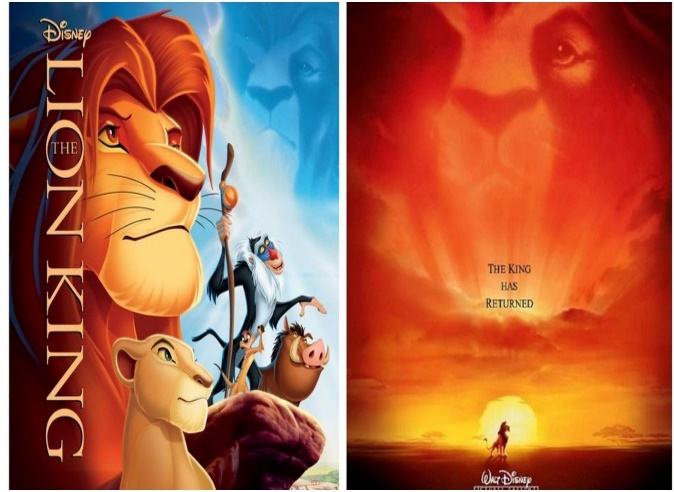 Disney
THE
LION KING
THE KING
HAS
RETURNED
WALT DISNEY